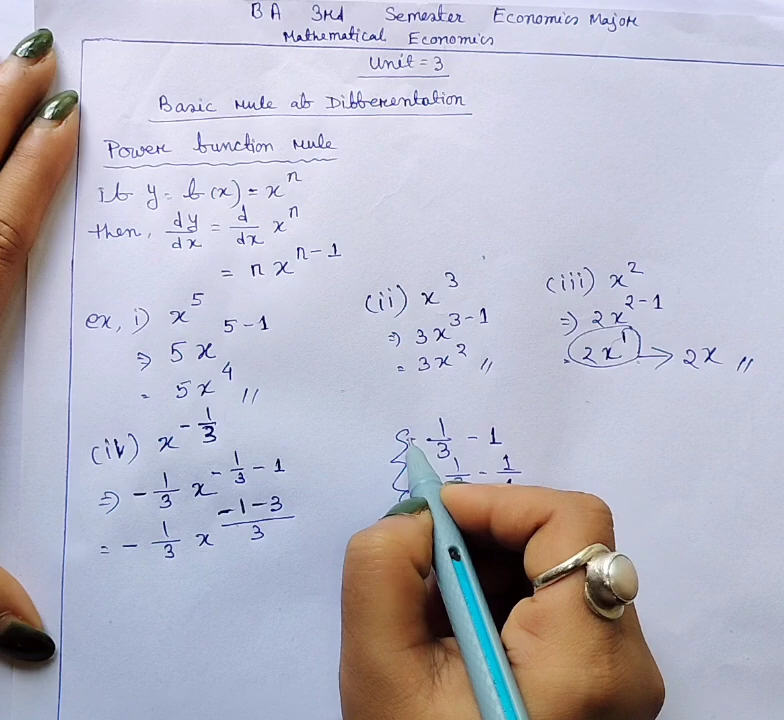 BA 3rd Semester Economics Major
Mathematical Economics
Unit = 3
Basic rule of Differentation
Power function rule
if y = f(x) = x^n
then, dy/dx = d/dx x^n
= n x^{n-1}
ex, i) x^5
⇒ 5x^{5-1}
= 5x^4 //
(ii) x^3
⇒ 3x^{3-1}
= 3x^2 //
(iii) x^2
⇒ 2x^{2-1}
= 2x^1 → 2x //
(iv) x^{-1/3}
⇒ -1/3 x^{-1/3 - 1}
= -1/3 x^{(-1-3)/3}
-1/3 - 1